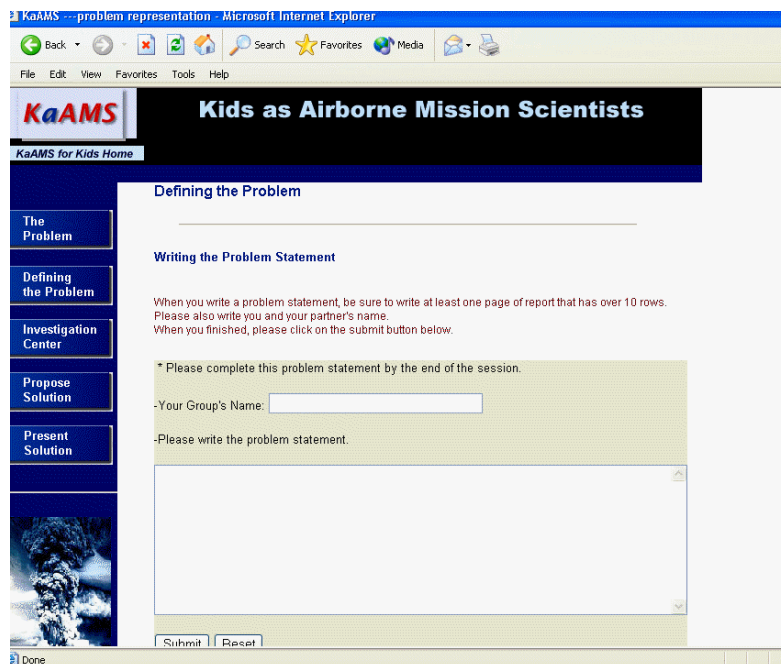 KaAMS ---problem representation - Microsoft Internet Explorer
Back Search Favorites Media
File Edit View Favorites Tools Help
KaAMS
Kids as Airborne Mission Scientists
KaAMS for Kids Home
Defining the Problem
The
Problem
Writing the Problem Statement
Defining
the Problem
When you write a problem statement, be sure to write at least one page of report that has over 10 rows.
Please also write you and your partner's name.
When you finished, please click on the submit button below.
Investigation
Center
* Please complete this problem statement by the end of the session.
Propose
Solution
-Your Group's Name:
Present
Solution
-Please write the problem statement.
Submit Reset
Done